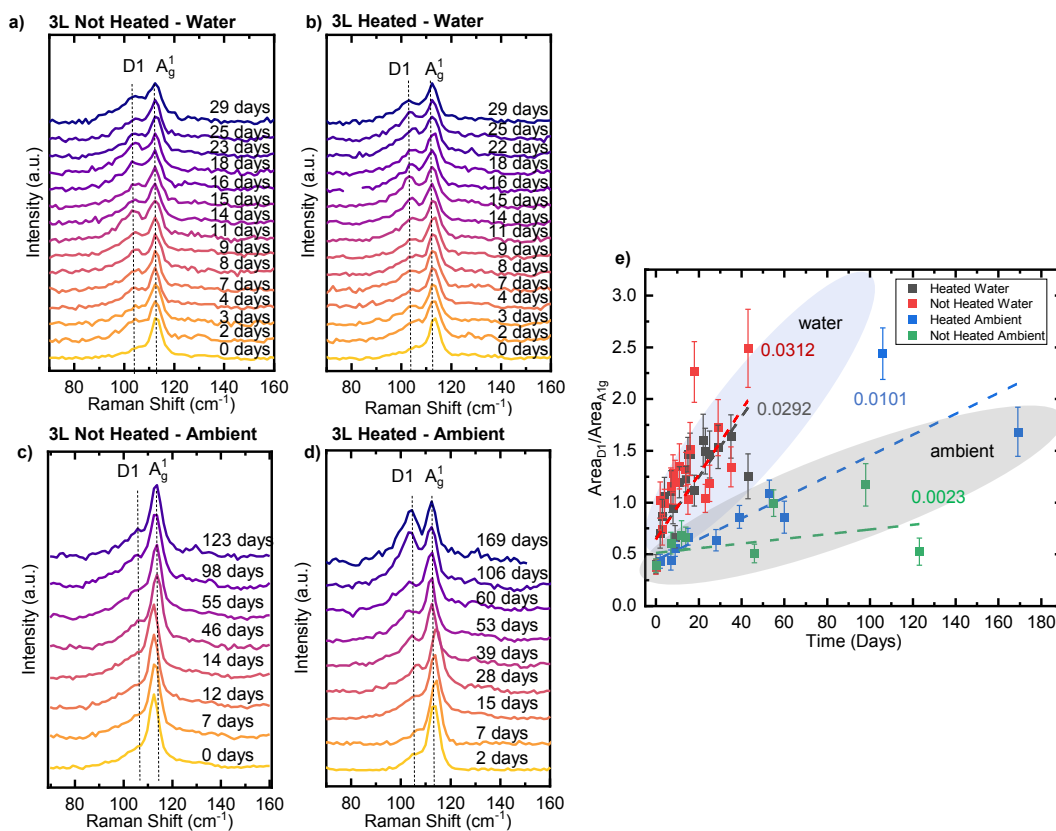 a) 3L Not Heated - Water
D1 A_g^1
29 days
25 days
23 days
18 days
16 days
15 days
14 days
11 days
9 days
8 days
7 days
4 days
3 days
2 days
0 days
Intensity (a.u.)
80 100 120 140 160
Raman Shift (cm⁻¹)
b) 3L Heated - Water
D1 A_g^1
29 days
25 days
22 days
18 days
16 days
15 days
14 days
11 days
9 days
8 days
7 days
4 days
3 days
2 days
0 days
Intensity (a.u.)
80 100 120 140 160
Raman Shift (cm⁻¹)
c) 3L Not Heated - Ambient
D1 A_g^1
123 days
98 days
55 days
46 days
14 days
12 days
7 days
0 days
Intensity (a.u.)
80 100 120 140 160
Raman Shift (cm⁻¹)
d) 3L Heated - Ambient
D1 A_g^1
169 days
106 days
60 days
53 days
39 days
28 days
15 days
7 days
2 days
Intensity (a.u.)
80 100 120 140 160
Raman Shift (cm⁻¹)
e)
Heated Water
Not Heated Water
Heated Ambient
Not Heated Ambient
water
0.0312
0.0292
0.0101
ambient
0.0023
3.0
2.5
2.0
1.5
1.0
0.5
0.0
Area_D1/Area_A1g
0 20 40 60 80 100 120 140 160 180
Time (Days)